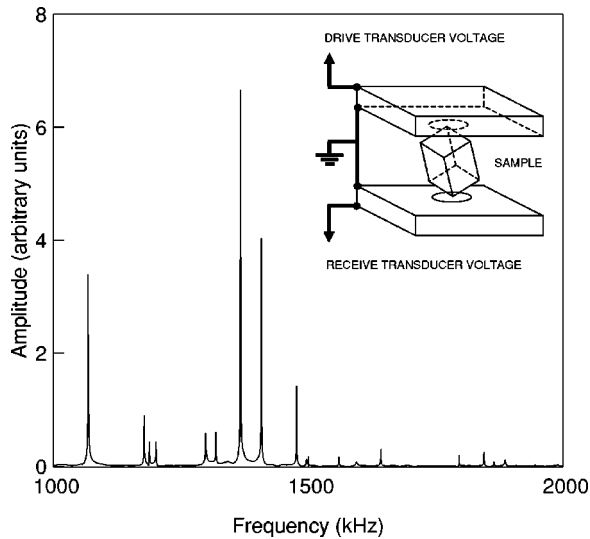 8
DRIVE TRANSDUCER VOLTAGE
6
SAMPLE
4
RECEIVE TRANSDUCER VOLTAGE
2
0
1000 1500 2000
Frequency (kHz)
Amplitude (arbitrary units)